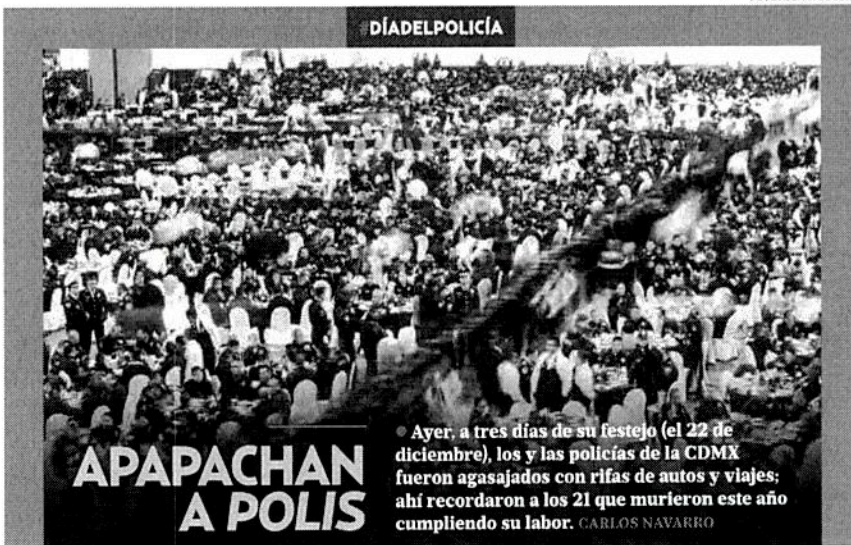 #DÍADELPOLICÍA
APAPACHAN
A POLIS
Ayer, a tres días de su festejo (el 22 de
diciembre), los y las policías de la CDMX
fueron agasajados con rifas de autos y viajes;
ahí recordaron a los 21 que murieron este año
cumpliendo su labor. CARLOS NAVARRO